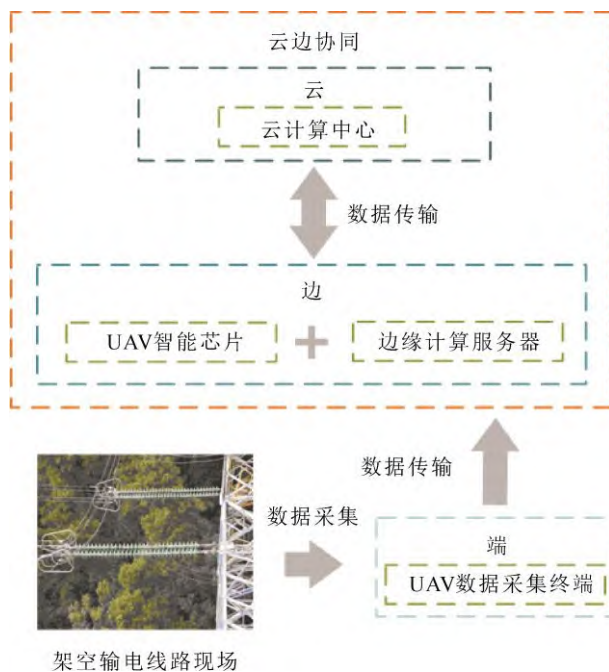 云边协同
云
云计算中心
数据传输
边
UAV智能芯片
边缘计算服务器
数据传输
数据采集
端
UAV数据采集终端
架空输电线路现场